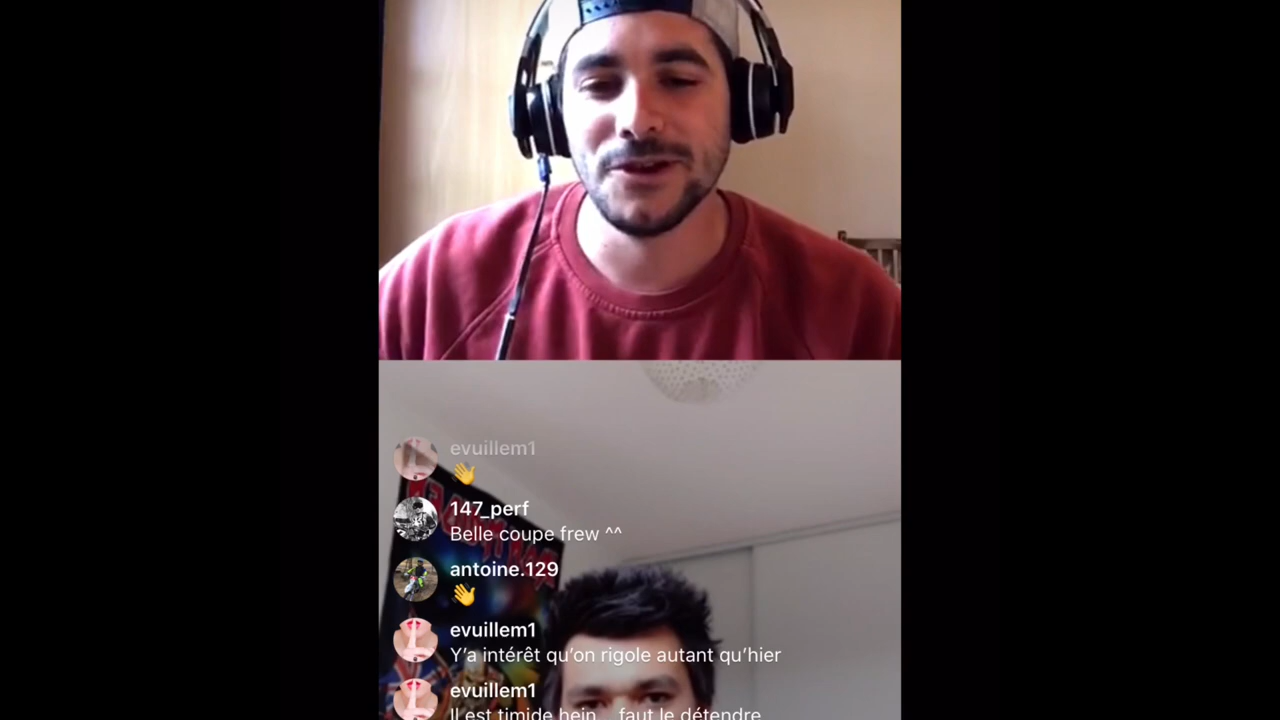 evuillem1
👋
147_perf
Belle coupe frew ^^
antoine.129
👋
evuillem1
Y'a intérêt qu'on rigole autant qu'hier
evuillem1
Il est timide hein... faut le détendre